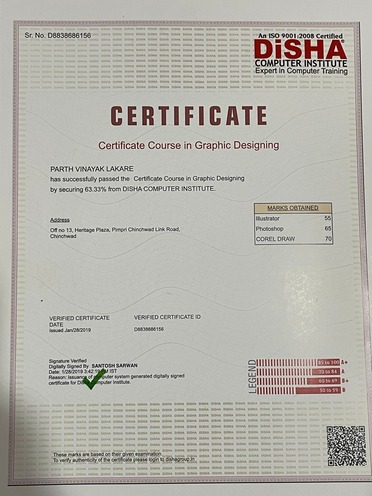 Sr. No. D8838686156
An ISO 9001:2008 Certified
DiSHA
COMPUTER INSTITUTE
Expert in Computer Training
CERTIFICATE
Certificate Course in Graphic Designing
PARTH VINAYAK LAKARE
has successfully passed the Certificate Course in Graphic Designing
by securing 63.33% from DISHA COMPUTER INSTITUTE.
MARKS OBTAINED
Illustrator 55
Photoshop 65
COREL DRAW 70
Address
Off no 13, Heritage Plaza, Pimpri Chinchwad Link Road,
Chinchwad
VERIFIED CERTIFICATE
DATE
Issued Jan/28/2019
VERIFIED CERTIFICATE ID
D8838686156
Signature Verified
Digitally Signed By SANTOSH SARWAN
Date: 1/28/2019 3:42 IST
Reason: issuance of computer system generated digitally signed
certificate for Computer Institute.
LEGEND
85 to 100 A+
70 to 84 A
60 to 69 B+
50 to 59 B
These marks are based on their given examination.
To verify authenticity of the certificate please login to dishagroup.in